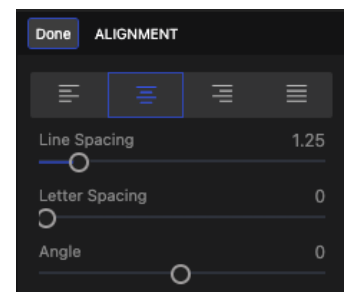 Done ALIGNMENT
Line Spacing 1.25
Letter Spacing 0
Angle 0